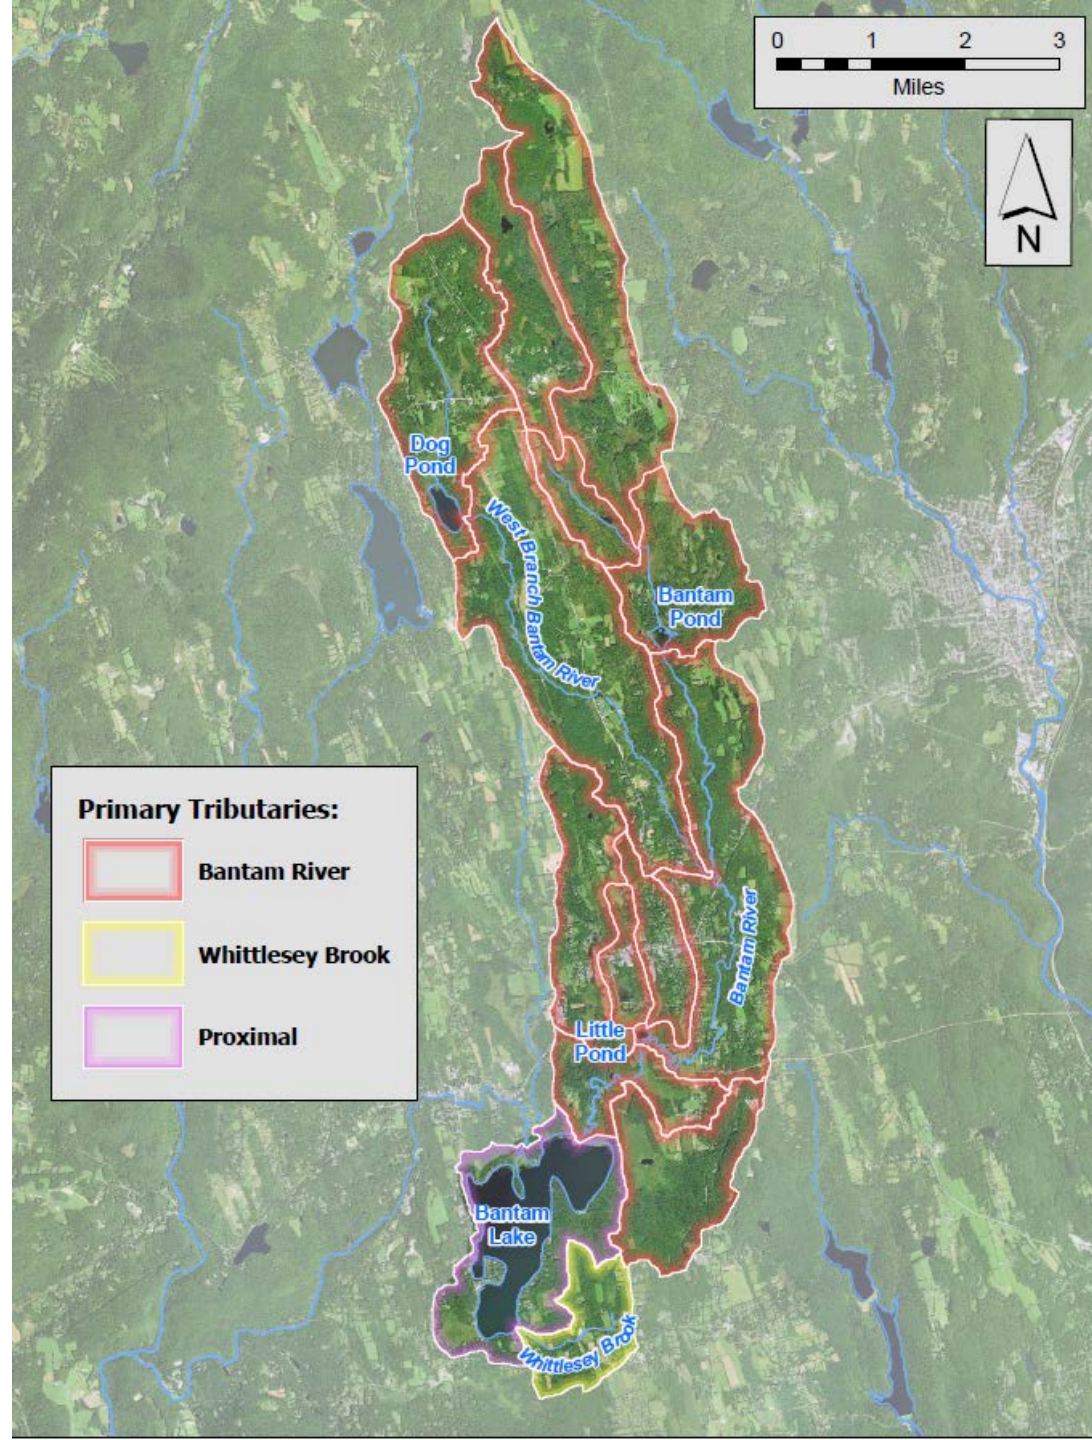 0 1 2 3
Miles
N
Dog
Pond
West Branch Bantam River
Bantam
Pond
Primary Tributaries:
Bantam River
Whittlesey Brook
Proximal
Bantam River
Little
Pond
Bantam
Lake
Whittlesey Brook